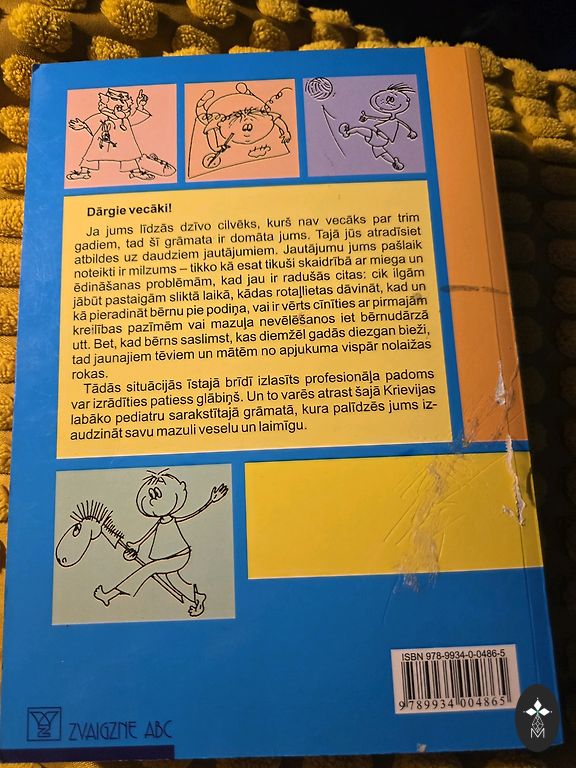 Dārgie vecāki!
Ja jums līdzās dzīvo cilvēks, kurš nav vecāks par trim
gadiem, tad šī grāmata ir domāta jums. Tajā jūs atradīsiet
atbildes uz daudziem jautājumiem. Jautājumu jums pašlaik
noteikti ir milzums – tikko kā esat tikuši skaidrībā ar miega un
ēdināšanas problēmām, kad jau ir radušās citas: cik ilgām
jābūt pastaigām sliktā laikā, kādas rotaļlietas dāvināt, kad un
kā pieradināt bērnu pie podiņa, vai ir vērts cīnīties ar pirmajām
kreilības pazīmēm vai mazuļa nevēlēšanos iet bērnudārzā
utt. Bet, kad bērns saslimst, kas diemžēl gadās diezgan bieži,
tad jaunajiem tēviem un mātēm no apjukuma vispār nolaižas
rokas.
Tādās situācijās īstajā brīdī izlasīts profesionāļa padoms
var izrādīties patiess glābiņš. Un to varēs atrast šajā Krievijas
labāko pediatru sarakstītajā grāmatā, kura palīdzēs jums iz-
audzināt savu mazuli veselu un laimīgu.
ISBN 978-9934-0-0486-5
9 789934 004865
ZVAIGZNE ABC
M